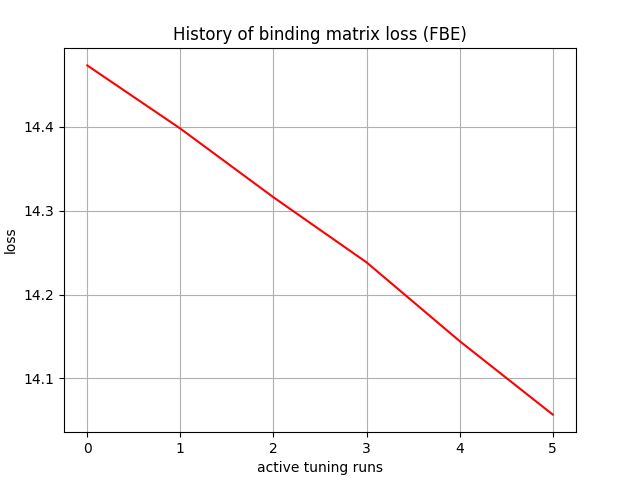 History of binding matrix loss (FBE)
14.4
14.3
14.2
14.1
loss
0 1 2 3 4 5
active tuning runs